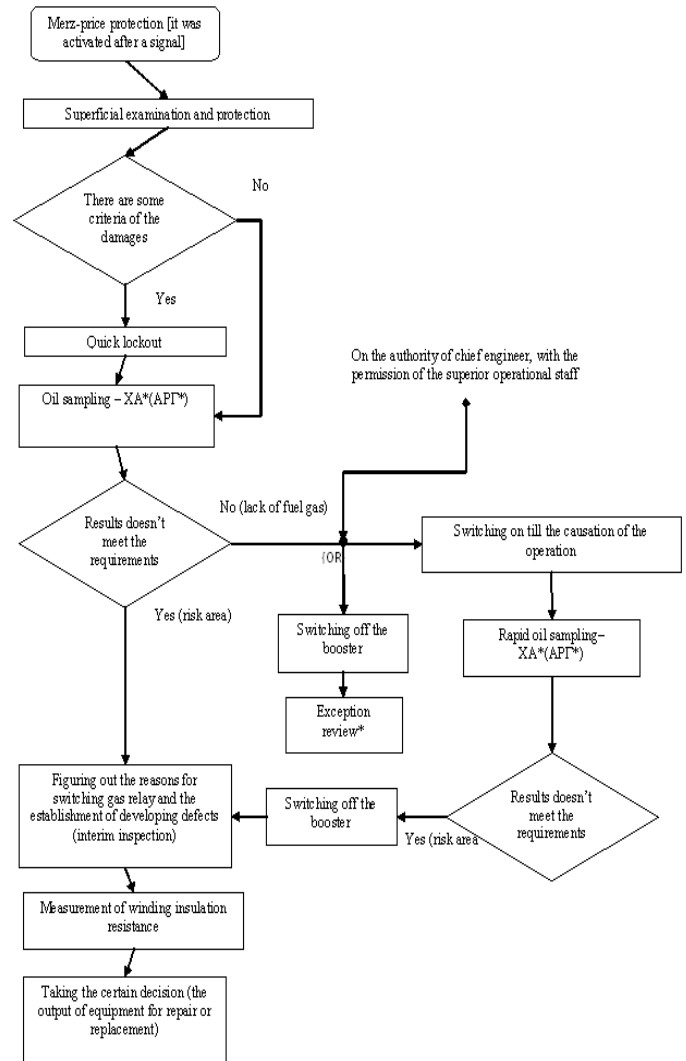 Merz-price protection [it was
activated after a signal]
Superficial examination and protection
There are some
criteria of the
damages
No
Yes
Quick lockout
Oil sampling – ХА*(АРГ*)
On the authority of chief engineer, with the
permission of the superior operational staff
Results doesn’t
meet the
requirements
No (lack of fuel gas)
(OR
Yes (risk area)
Switching on till the causation of the
operation
Switching off the
booster
Rapid oil sampling–
ХА*(АРГ*)
Exception
review*
Figuring out the reasons for
switching gas relay and the
establishment of developing defects
(interim inspection)
Switching off the
booster
Yes (risk area
Results doesn’t
meet the
requirements
Measurement of winding insulation
resistance
Taking the certain decision (the
output of equipment for repair or
replacement)